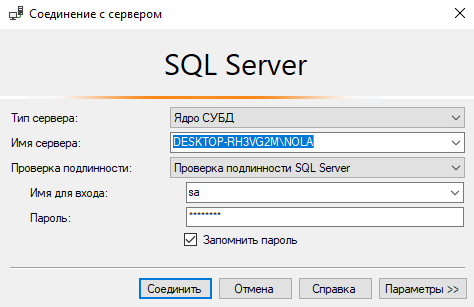 Соединение с сервером
SQL Server
Тип сервера: Ядро СУБД
Имя сервера: DESKTOP-RH3VG2M\NOLA
Проверка подлинности: Проверка подлинности SQL Server
Имя для входа: sa
Пароль: ********
Запомнить пароль
Соединить Отмена Справка Параметры >>